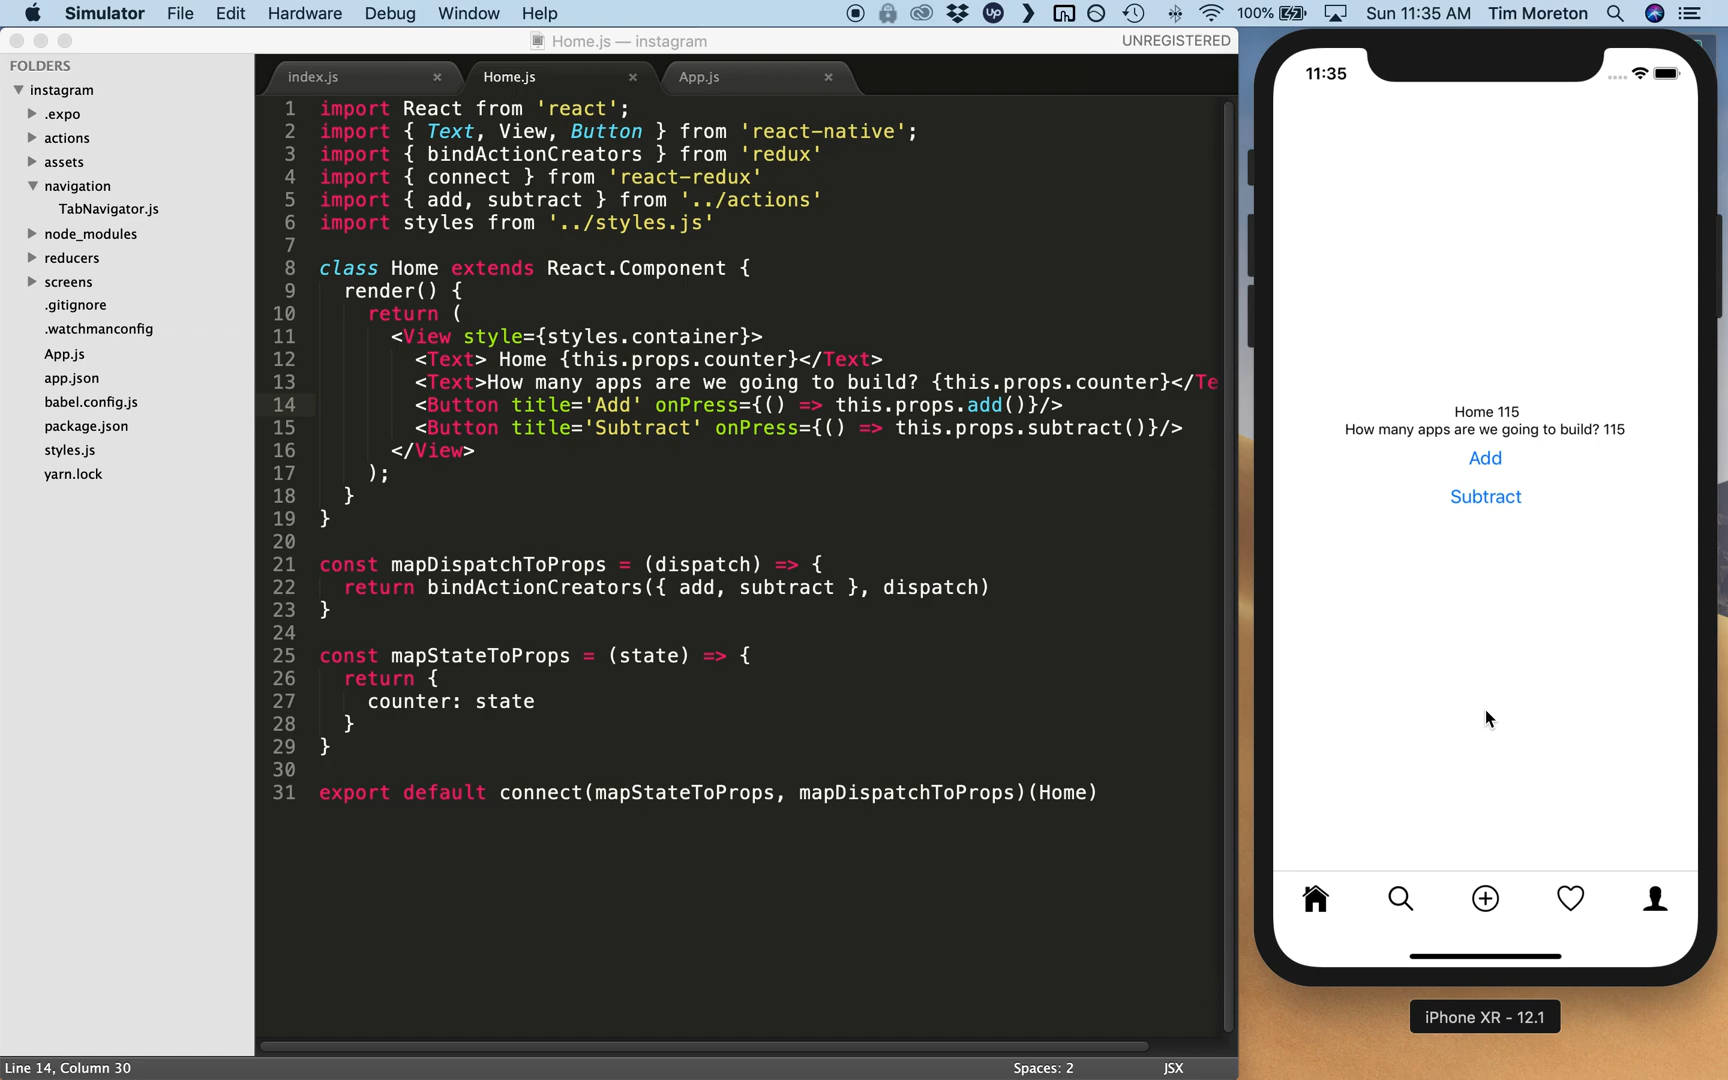 Simulator File Edit Hardware Debug Window Help
100% Sun 11:35 AM Tim Moreton
Home.js — instagram
UNREGISTERED
FOLDERS
instagram
.expo
actions
assets
navigation
TabNavigator.js
node_modules
reducers
screens
.gitignore
.watchmanconfig
App.js
app.json
babel.config.js
package.json
styles.js
yarn.lock
index.js × Home.js × App.js ×
1 import React from 'react';
2 import { Text, View, Button } from 'react-native';
3 import { bindActionCreators } from 'redux'
4 import { connect } from 'react-redux'
5 import { add, subtract } from '../actions'
6 import styles from '../styles.js'
7
8 class Home extends React.Component {
9 render() {
10 return (
11 <View style={styles.container}>
12 <Text> Home {this.props.counter}</Text>
13 <Text>How many apps are we going to build? {this.props.counter}</Te
14 <Button title='Add' onPress={() => this.props.add()}/>
15 <Button title='Subtract' onPress={() => this.props.subtract()}/>
16 </View>
17 );
18 }
19 }
20
21 const mapDispatchToProps = (dispatch) => {
22 return bindActionCreators({ add, subtract }, dispatch)
23 }
24
25 const mapStateToProps = (state) => {
26 return {
27 counter: state
28 }
29 }
30
31 export default connect(mapStateToProps, mapDispatchToProps)(Home)
Line 14, Column 30
Spaces: 2
JSX
11:35
Home 115
How many apps are we going to build? 115
Add
Subtract
iPhone XR - 12.1